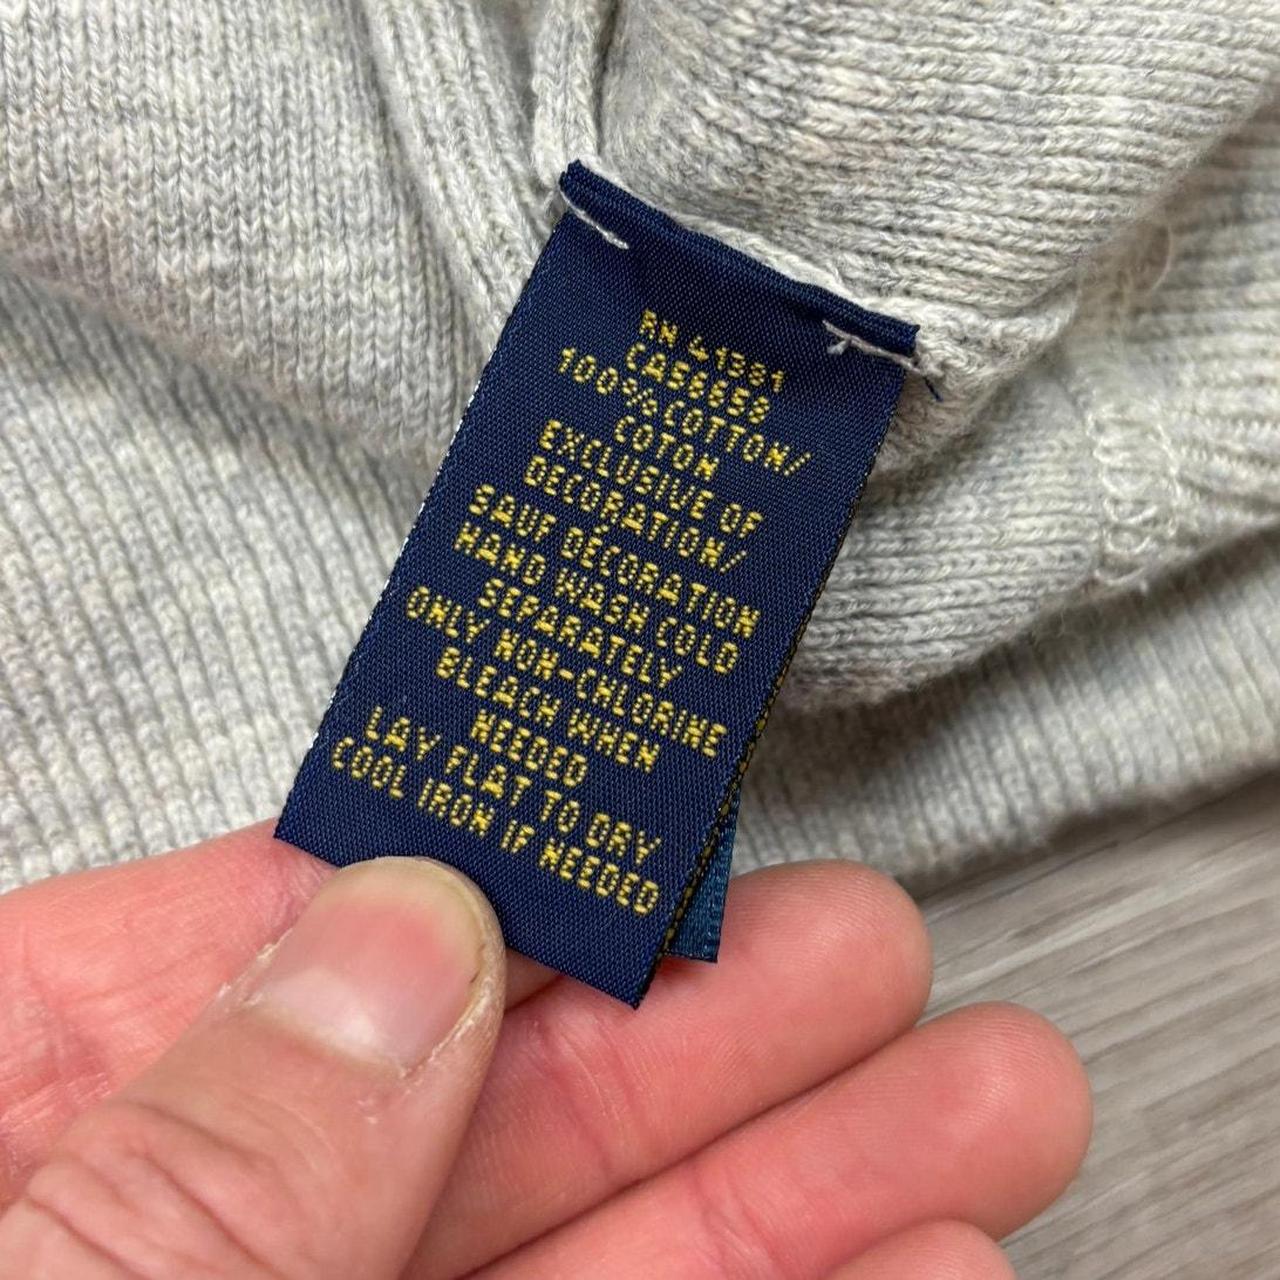 RN 41381
CA56658
100% COTTON/
COTON
EXCLUSIVE OF
DECORATION/
SAUF DECORATION
HAND WASH COLD
SEPARATELY
ONLY NON-CHLORINE
BLEACH WHEN
NEEDED
LAY FLAT TO DRY
COOL IRON IF NEEDED